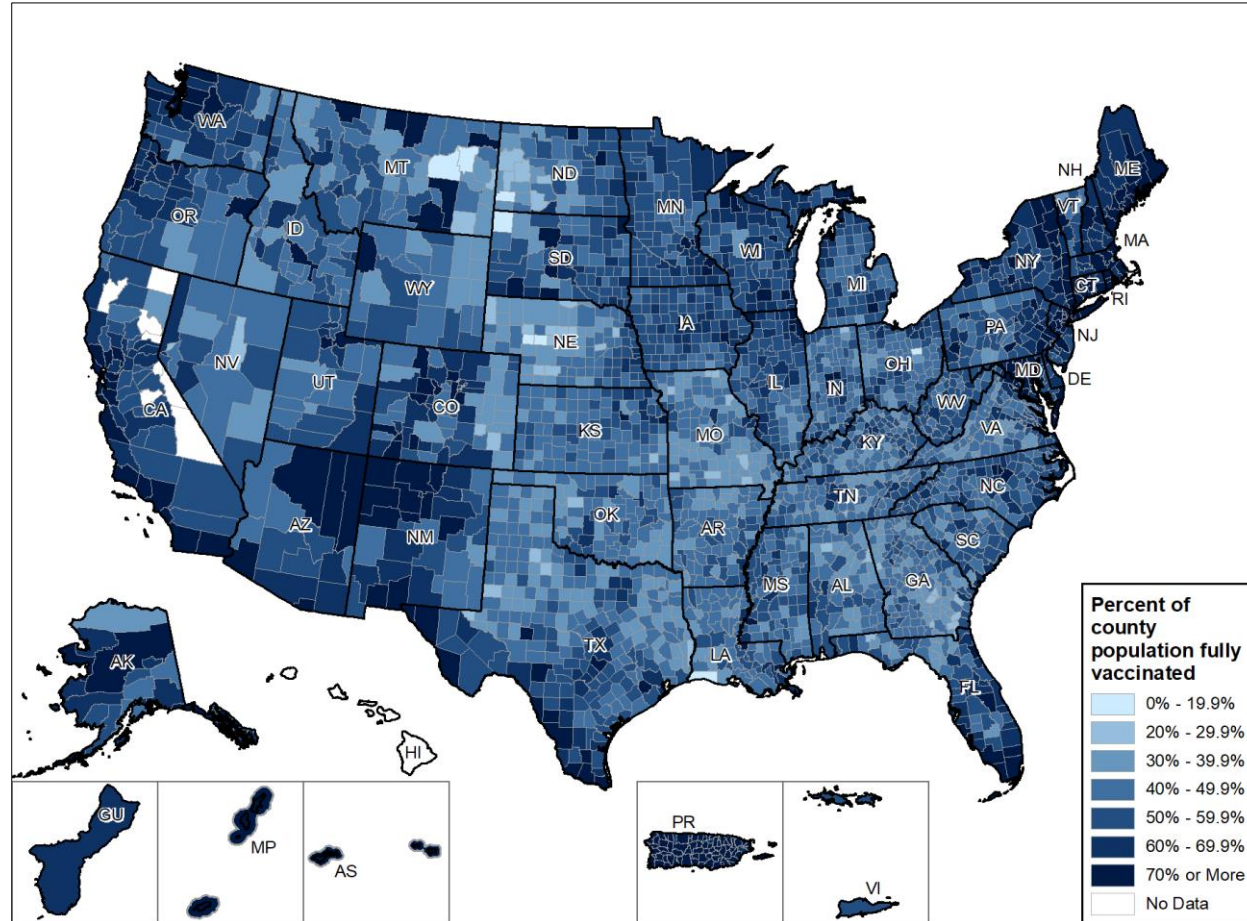 WA
MT
ND
MN
OR
ID
WY
SD
WI
MI
NH
ME
VT
MA
NY
CT
RI
NJ
PA
MD
DE
NV
UT
CO
NE
IA
IL
IN
OH
WV
VA
CA
AZ
NM
KS
MO
KY
TN
NC
OK
AR
SC
MS
AL
GA
TX
LA
FL
AK
HI
GU
MP
AS
PR
VI
Percent of
county
population fully
vaccinated
0% - 19.9%
20% - 29.9%
30% - 39.9%
40% - 49.9%
50% - 59.9%
60% - 69.9%
70% or More
No Data